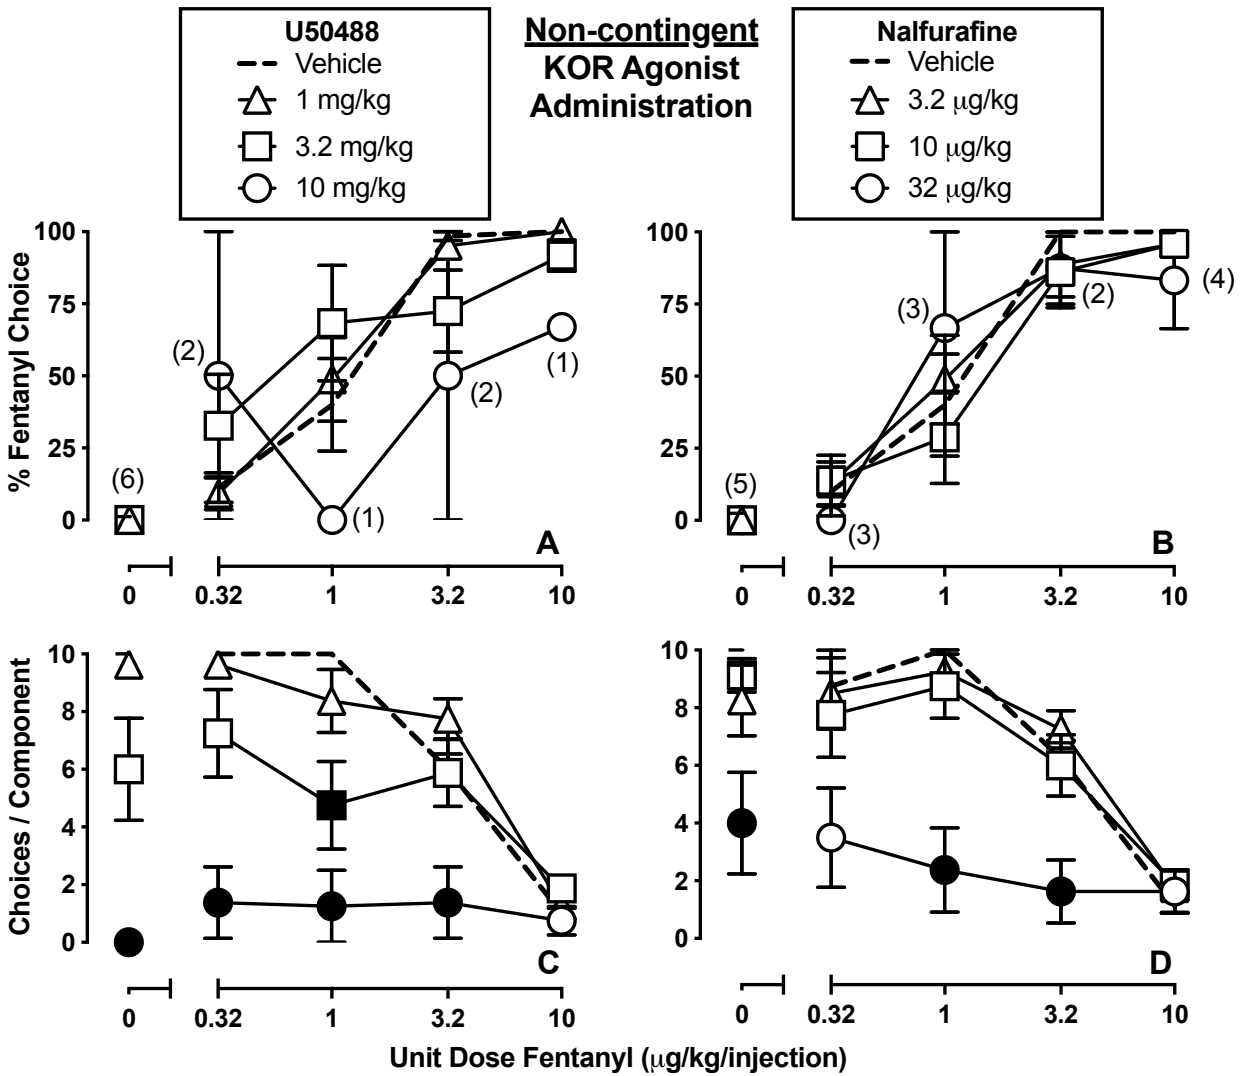 U50488
Vehicle
1 mg/kg
3.2 mg/kg
10 mg/kg
Non-contingent
KOR Agonist
Administration
Nalfurafine
Vehicle
3.2 μg/kg
10 μg/kg
32 μg/kg
% Fentanyl Choice
100
75
50
25
0
(6)
(2)
(1)
(2)
(1)
A
0
0.32
1
3.2
10
100
75
50
25
0
(5)
(3)
(3)
(2)
(4)
B
0
0.32
1
3.2
10
Choices / Component
10
8
6
4
2
0
C
0
0.32
1
3.2
10
10
8
6
4
2
0
D
0
0.32
1
3.2
10
Unit Dose Fentanyl (μg/kg/injection)